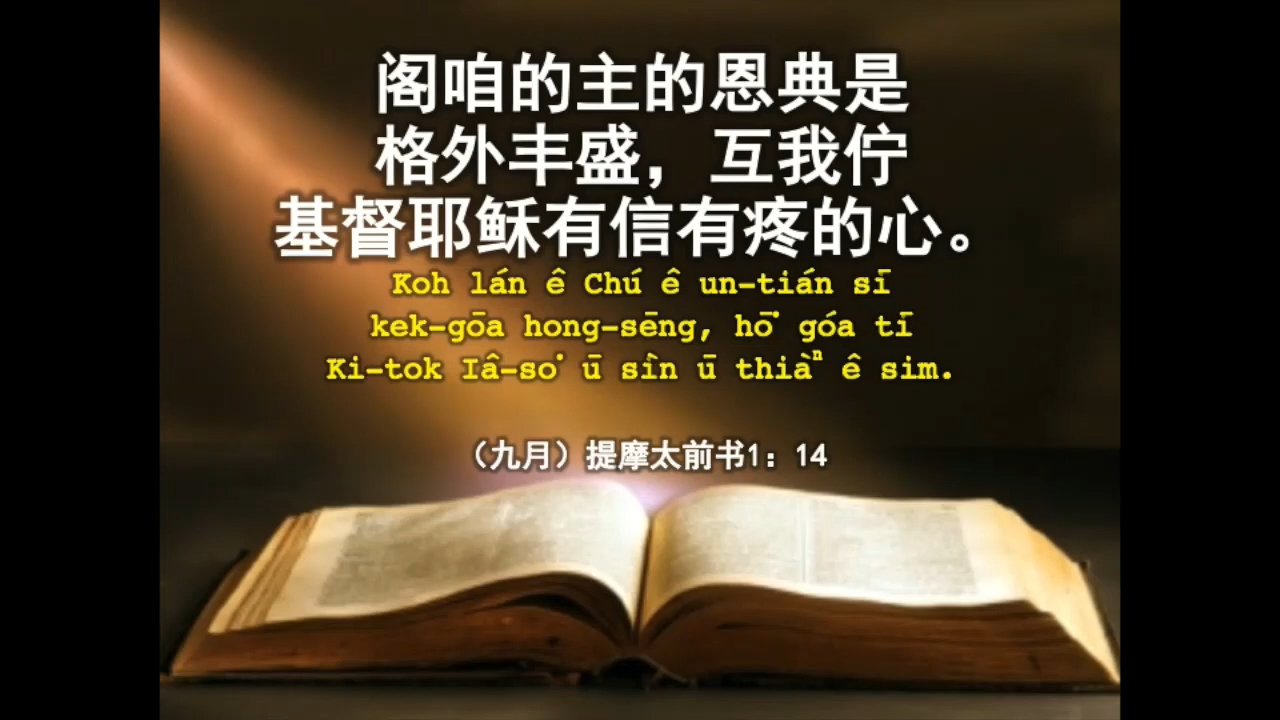 阁咱的主的恩典是
格外丰盛，互我佇
基督耶稣有信有疼的心。
Koh lán ê Chú ê un-tián sī
kek-gōa hong-sēng, hō͘ góa tī
Ki-tok Iâ-so͘ ū sìn ū thiàⁿ ê sim.
（九月）提摩太前书1：14